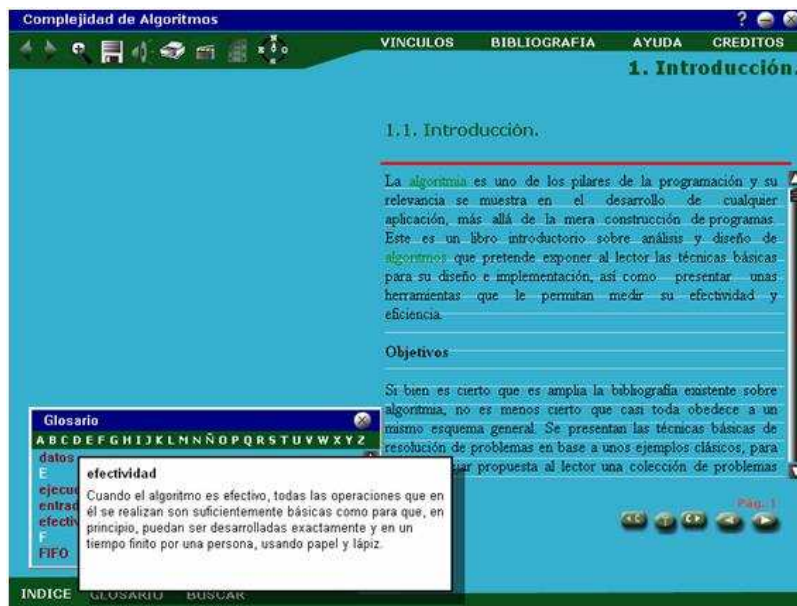 Complejidad de Algoritmos
VINCULOS BIBLIOGRAFIA AYUDA CREDITOS
1. Introducción.
1.1. Introducción.
La algoritmia es uno de los pilares de la programación y su
relevancia se muestra en el desarrollo de cualquier
aplicación, más allá de la mera construcción de programas.
Este es un libro introductorio sobre análisis y diseño de
algoritmos que pretende exponer al lector las técnicas básicas
para su diseño e implementación, así como presentar unas
herramientas que le permitan medir su efectividad y
eficiencia.
Objetivos
Si bien es cierto que es amplia la bibliografía existente sobre
algoritmia, no es menos cierto que casi toda obedece a un
mismo esquema general. Se presentan las técnicas básicas de
resolución de problemas en base a unos ejemplos clásicos, para
propuesta al lector una colección de problemas
Pág. 1
Glosario
A B C D E F G H I J K L M N Ñ O P Q R S T U V W X Y Z
datos
E
ejecuc
entrad
efectiv
F
FIFO
efectividad
Cuando el algoritmo es efectivo, todas las operaciones que en
él se realizan son suficientemente básicas como para que, en
principio, puedan ser desarrolladas exactamente y en un
tiempo finito por una persona, usando papel y lápiz.
INDICE GLOSARIO BUSCAR